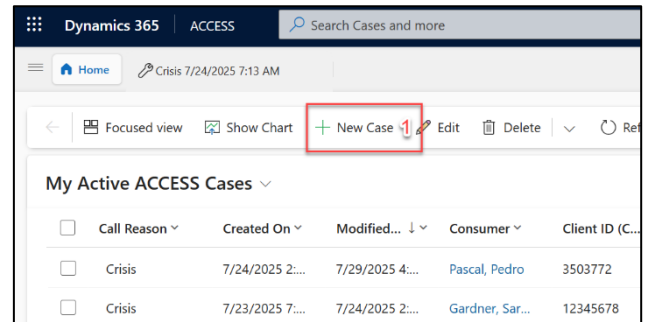 Dynamics 365 ACCESS Search Cases and more
Home Crisis 7/24/2025 7:13 AM
Focused view Show Chart New Case 1 Edit Delete Ref
My Active ACCESS Cases
Call Reason Created On Modified... Consumer Client ID (C...
Crisis 7/24/2025 2:... 7/29/2025 4:... Pascal, Pedro 3503772
Crisis 7/23/2025 7:... 7/24/2025 2:... Gardner, Sar... 12345678